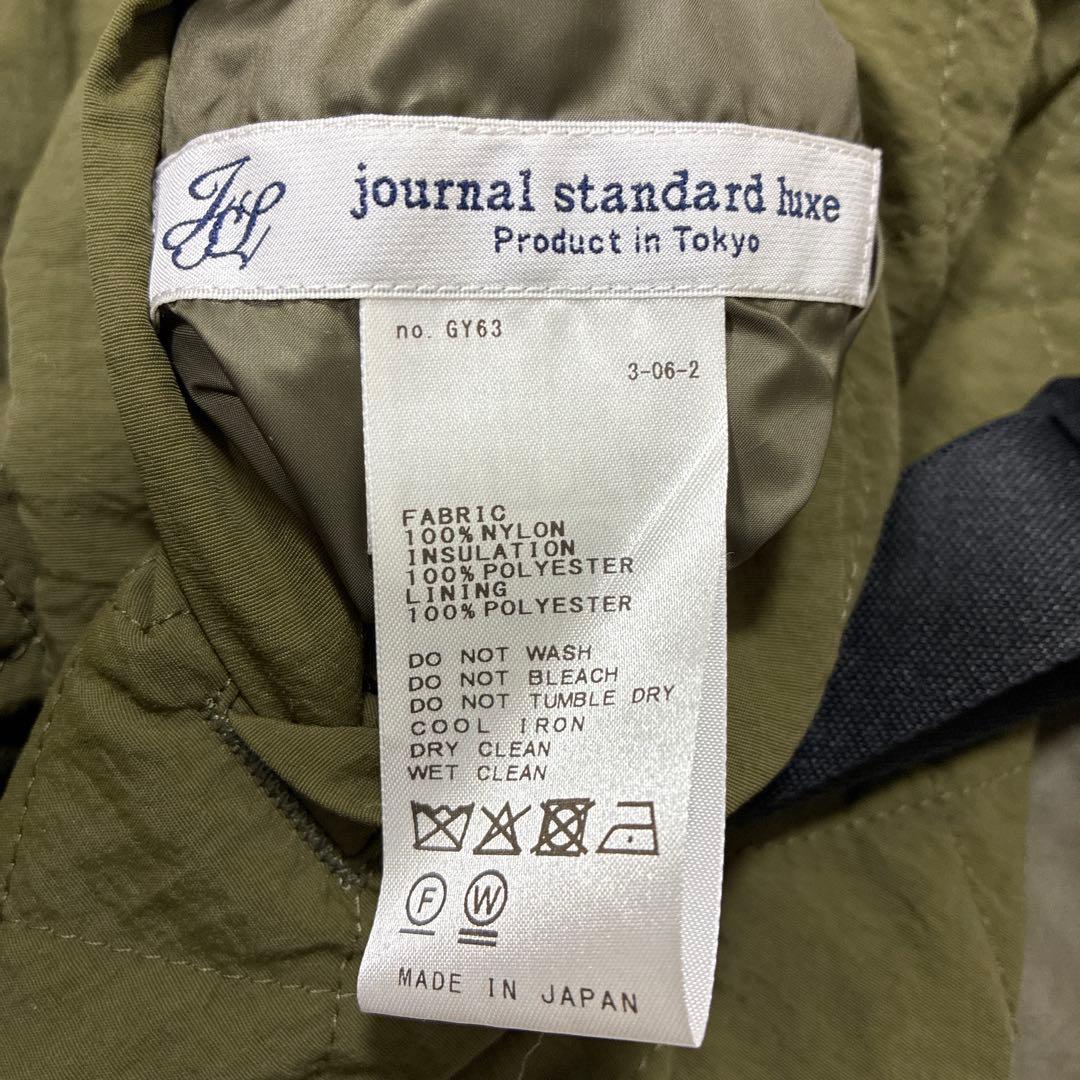 JSL
journal standard luxe
Product in Tokyo
no. GY63
3-06-2
FABRIC
100%NYLON
INSULATION
100%POLYESTER
LINING
100%POLYESTER
DO NOT WASH
DO NOT BLEACH
DO NOT TUMBLE DRY
COOL IRON
DRY CLEAN
WET CLEAN
F W
MADE IN JAPAN